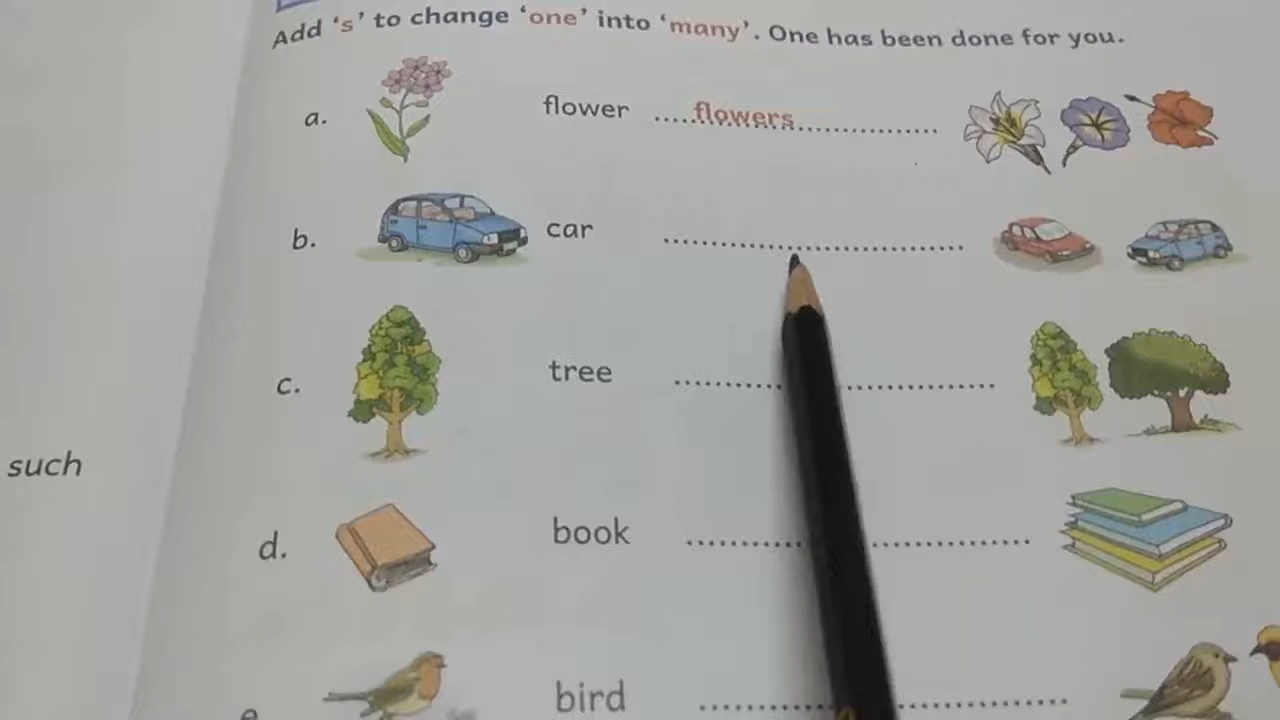 Add ‘s’ to change ‘one’ into ‘many’. One has been done for you.
a. flower ....flowers....................
b. car ..............................
c. tree ..............................
such
d. book ..............................
e. bird ..............................